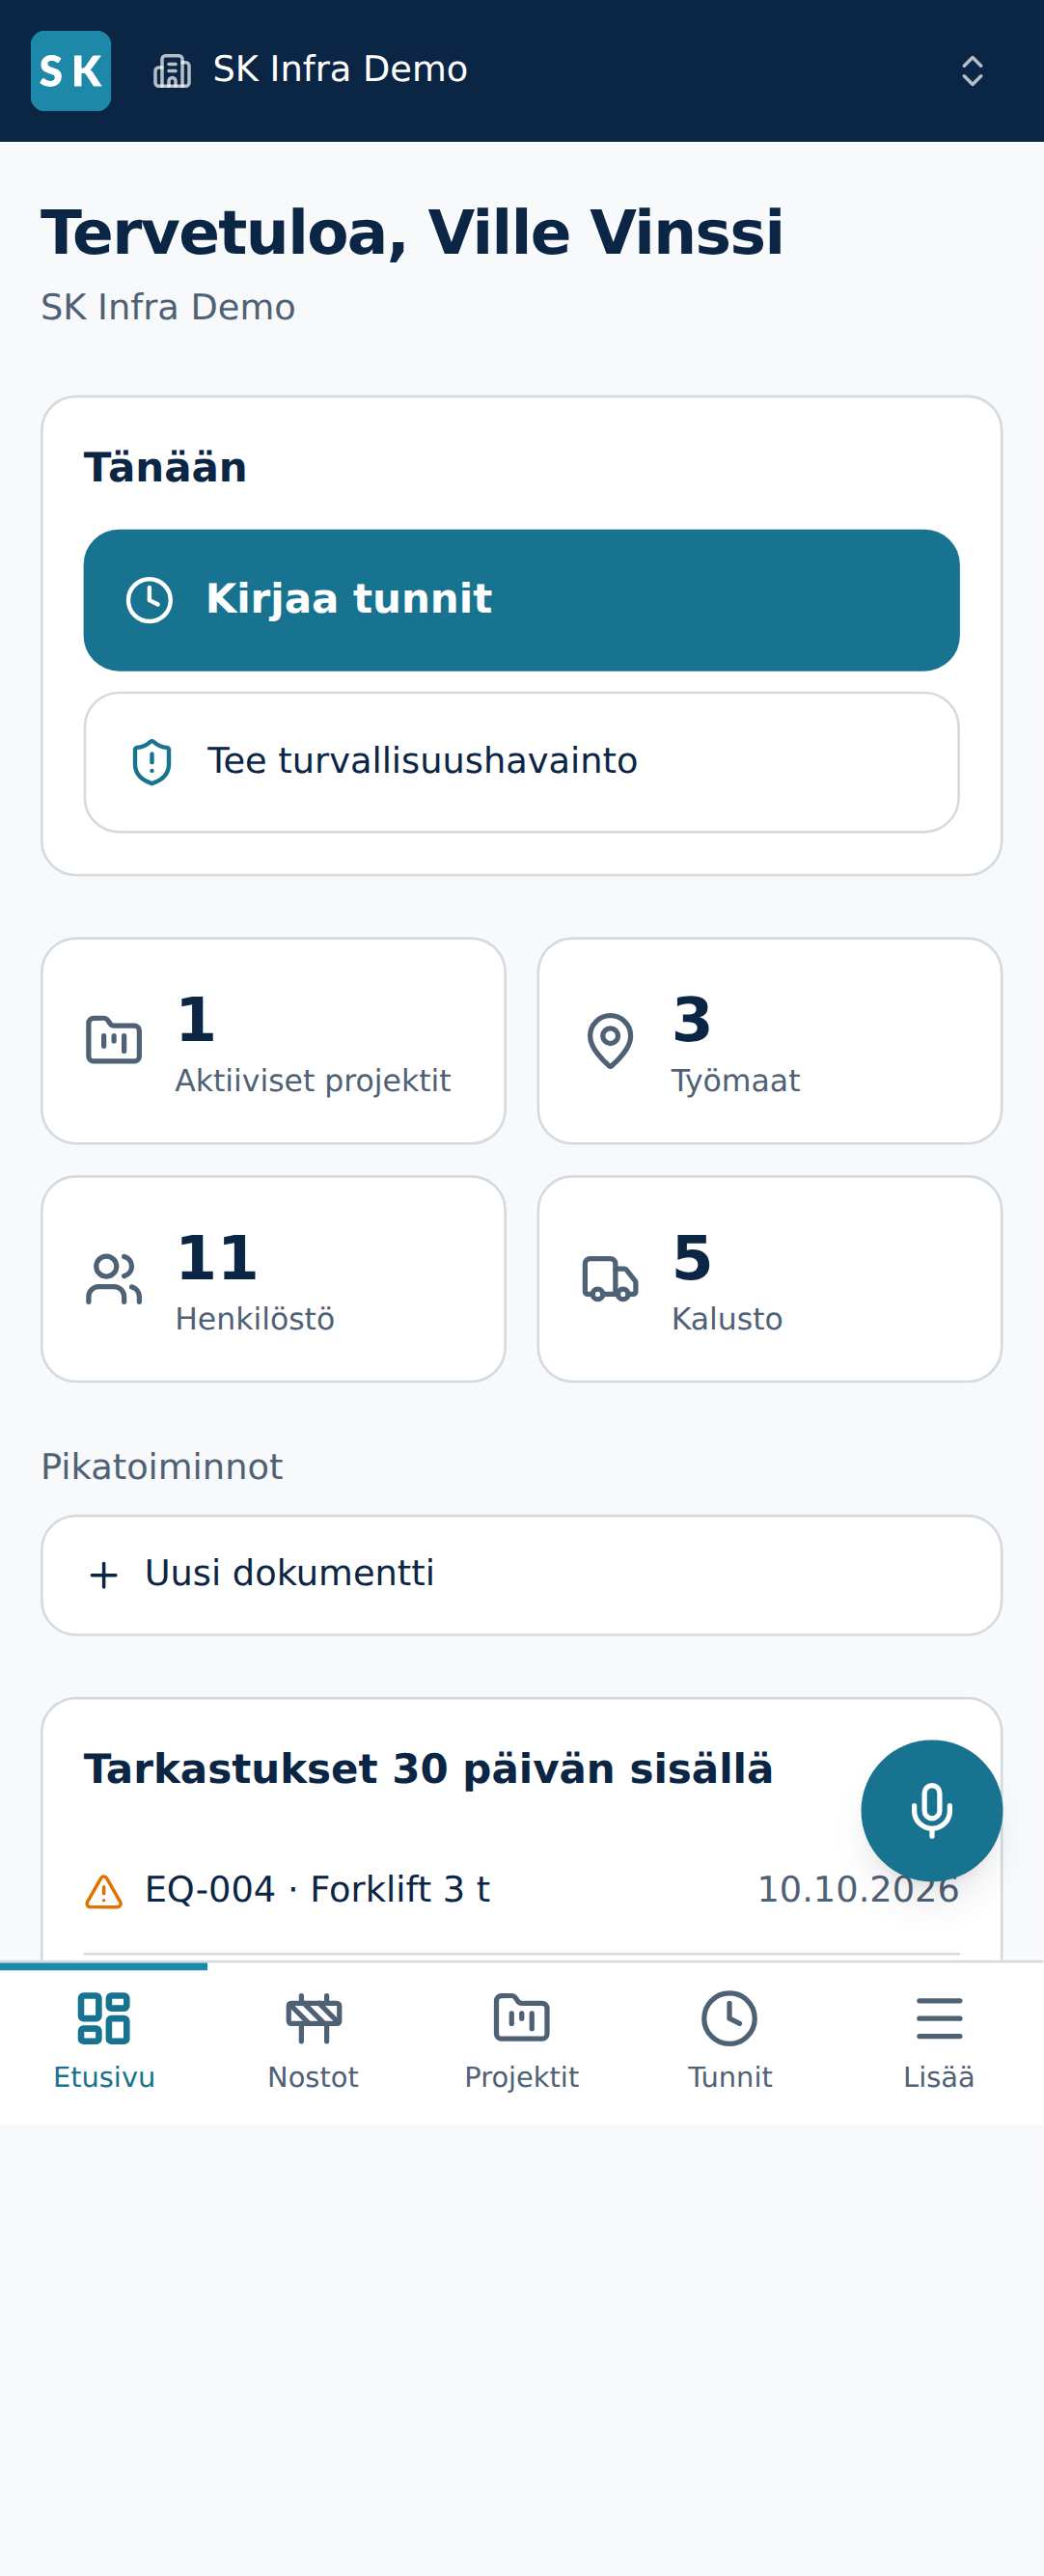 SK
SK Infra Demo
Tervetuloa, Ville Vinssi
SK Infra Demo
Tänään
Kirjaa tunnit
Tee turvallisuushavainto
1
Aktiiviset projektit
3
Työmaat
11
Henkilöstö
5
Kalusto
Pikatoiminnot
Uusi dokumentti
Tarkastukset 30 päivän sisällä
EQ-004 · Forklift 3 t
10.10.2026
Etusivu
Nostot
Projektit
Tunnit
Lisää